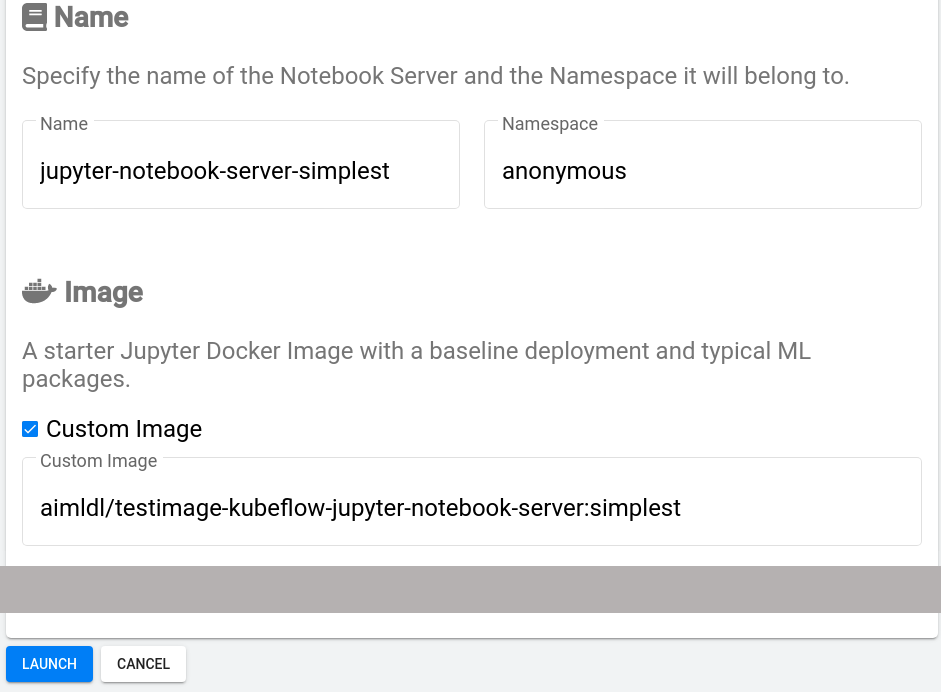 Name
Specify the name of the Notebook Server and the Namespace it will belong to.
Name
Namespace
jupyter-notebook-server-simplest
anonymous
Image
A starter Jupyter Docker Image with a baseline deployment and typical ML
packages.
Custom Image
Custom Image
aimldl/testimage-kubeflow-jupyter-notebook-server:simplest
LAUNCH
CANCEL